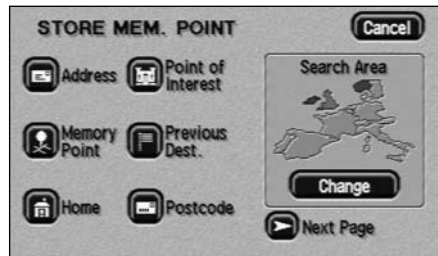 STORE MEM. POINT
Cancel
Address
Point of
Interest
Search Area
Memory
Point
Previous
Dest.
Change
Home
Postcode
Next Page